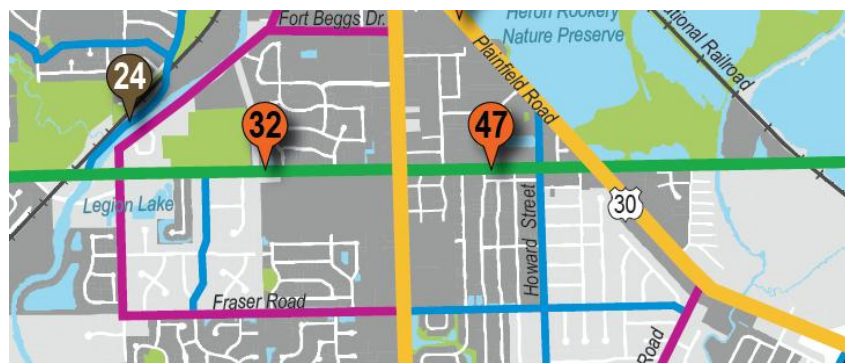 Fort Beggs Dr.
Heron Rookery
Nature Preserve
National Railroad
Plainfield Road
24
32
47
30
Legion Lake
Howard Street
Fraser Road
Road